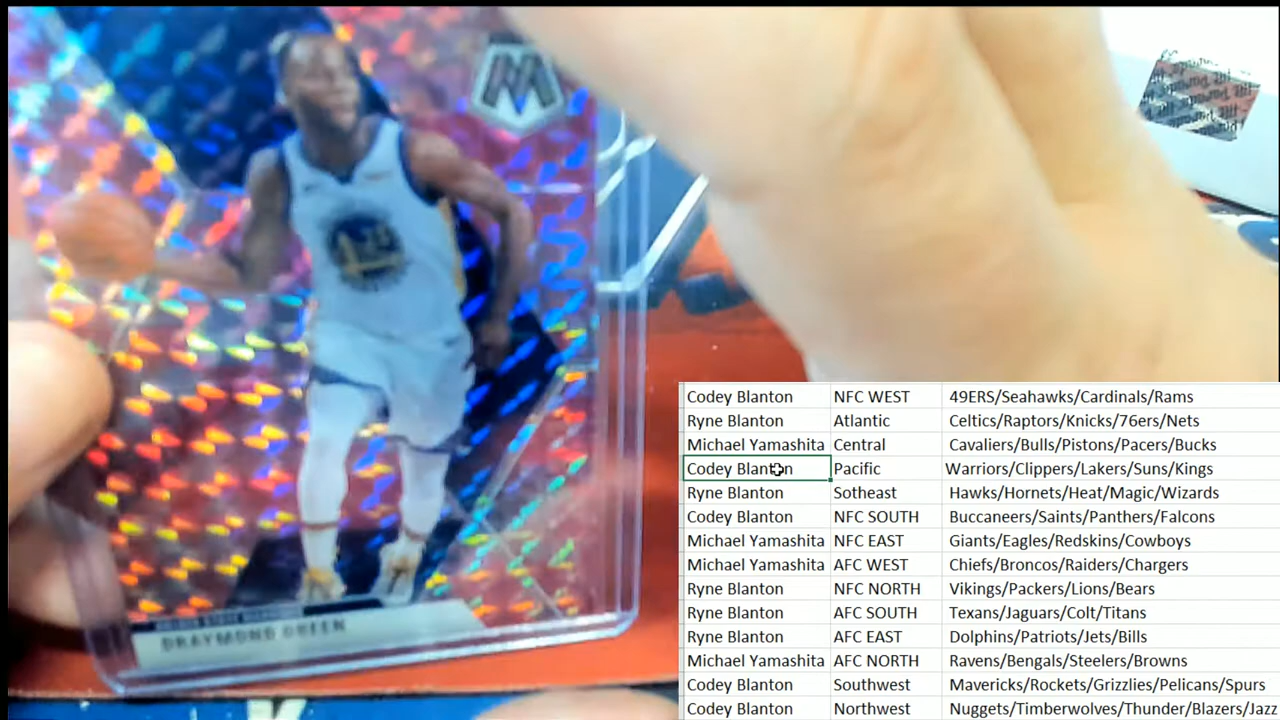 M
DRAYMOND GREEN
Codey Blanton NFC WEST 49ERS/Seahawks/Cardinals/Rams
Ryne Blanton Atlantic Celtics/Raptors/Knicks/76ers/Nets
Michael Yamashita Central Cavaliers/Bulls/Pistons/Pacers/Bucks
Codey Blanton Pacific Warriors/Clippers/Lakers/Suns/Kings
Ryne Blanton Sotheast Hawks/Hornets/Heat/Magic/Wizards
Codey Blanton NFC SOUTH Buccaneers/Saints/Panthers/Falcons
Michael Yamashita NFC EAST Giants/Eagles/Redskins/Cowboys
Michael Yamashita AFC WEST Chiefs/Broncos/Raiders/Chargers
Ryne Blanton NFC NORTH Vikings/Packers/Lions/Bears
Ryne Blanton AFC SOUTH Texans/Jaguars/Colt/Titans
Ryne Blanton AFC EAST Dolphins/Patriots/Jets/Bills
Michael Yamashita AFC NORTH Ravens/Bengals/Steelers/Browns
Codey Blanton Southwest Mavericks/Rockets/Grizzlies/Pelicans/Spurs
Codey Blanton Northwest Nuggets/Timberwolves/Thunder/Blazers/Jazz